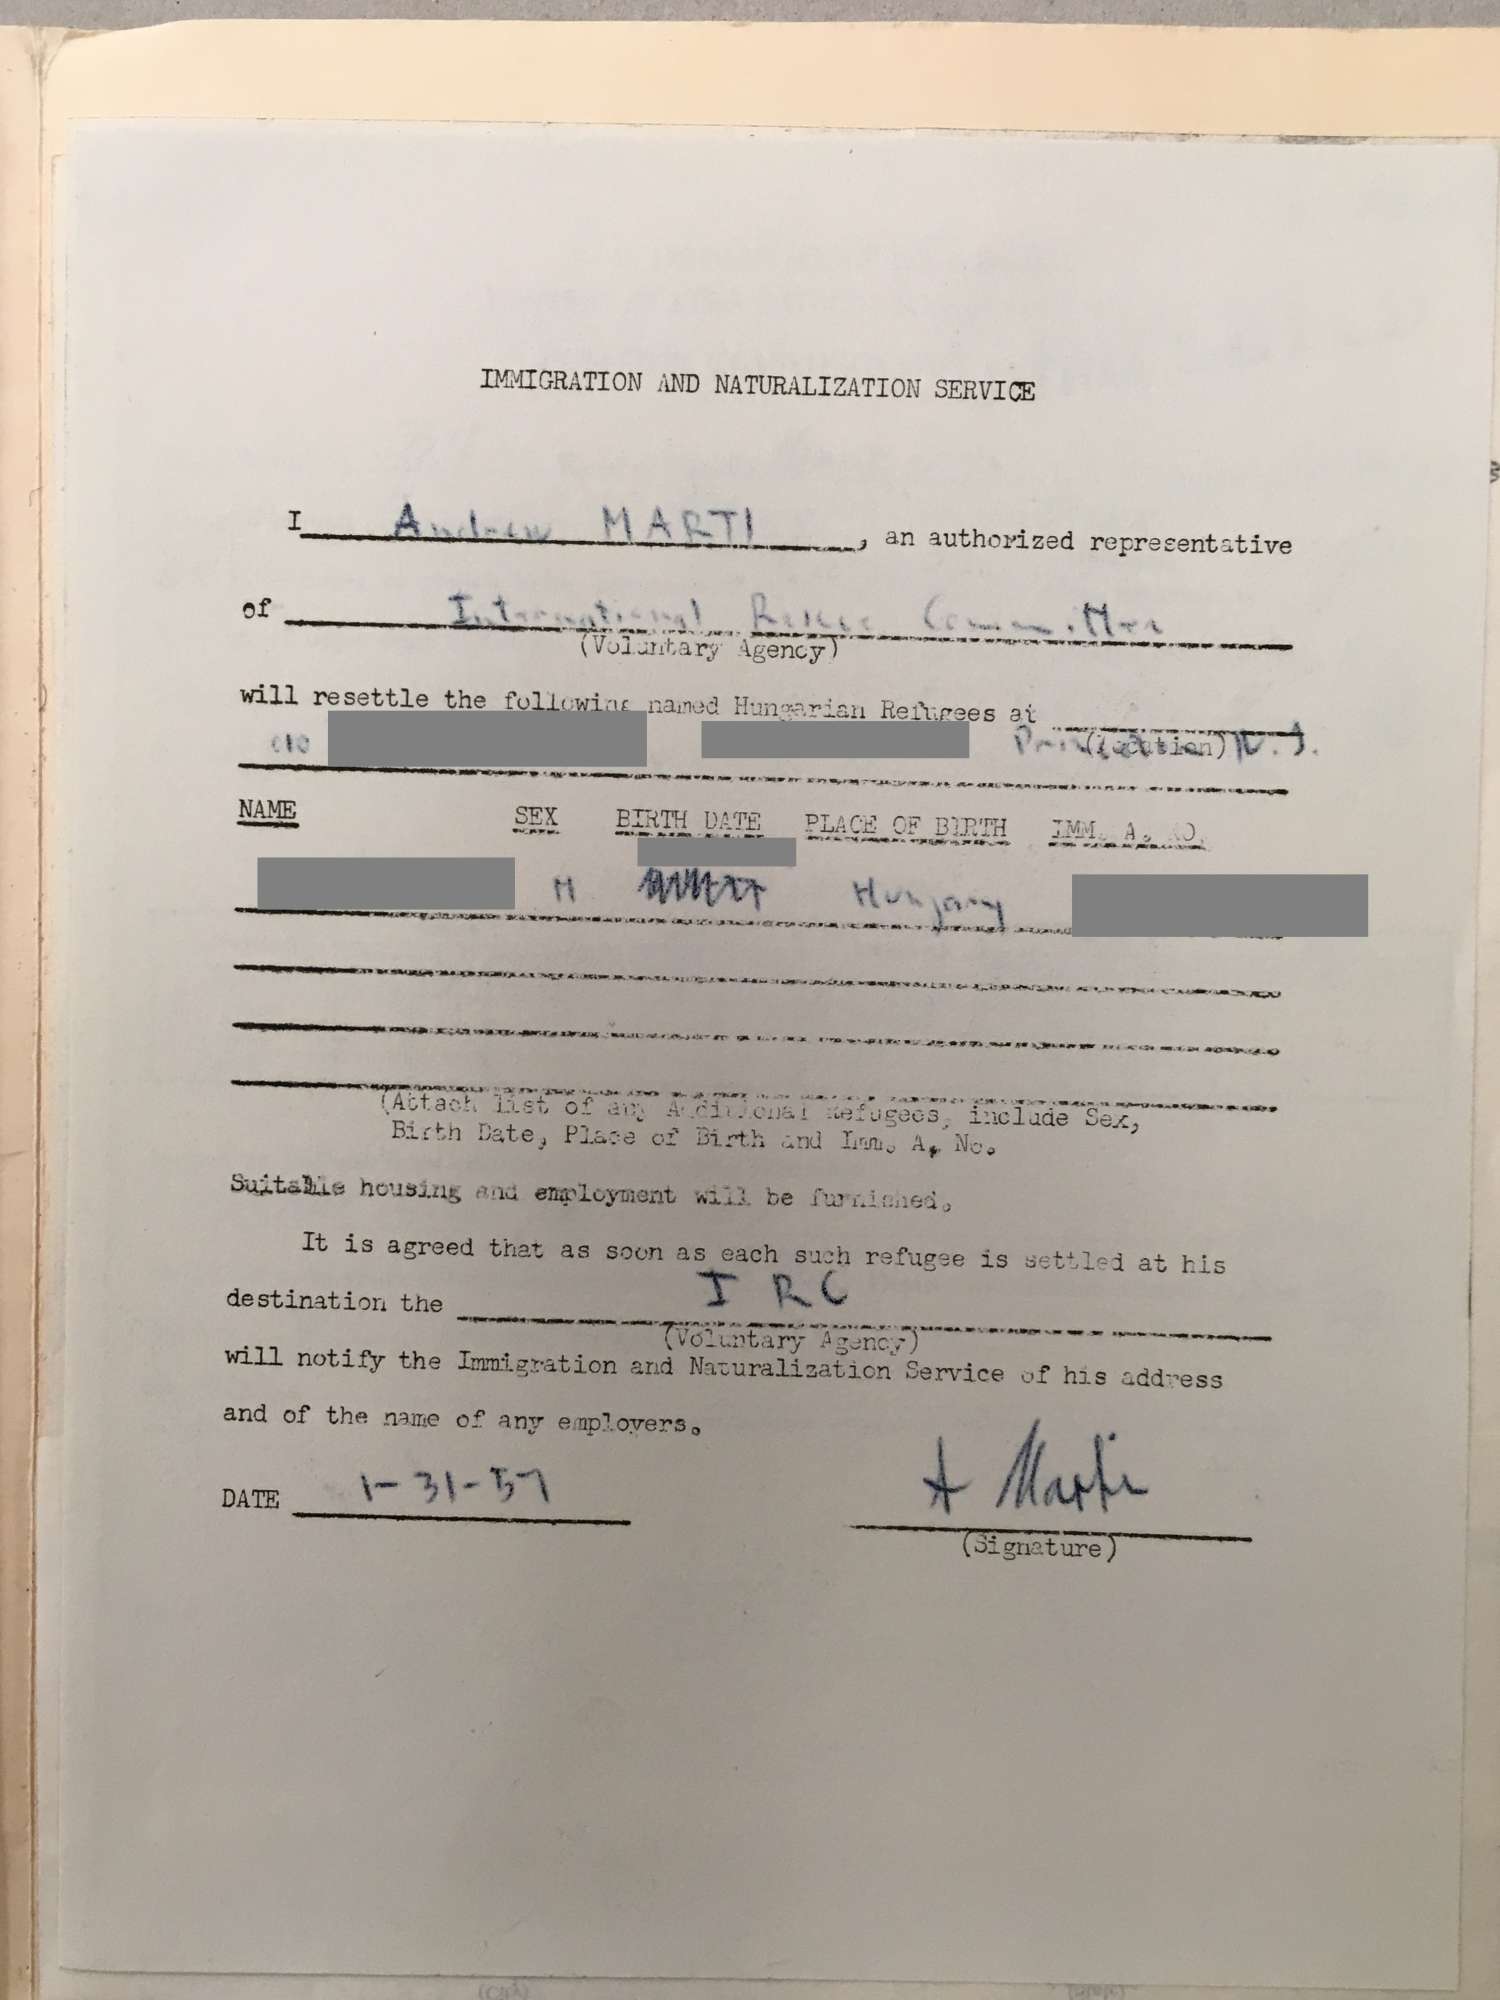 IMMIGRATION AND NATURALIZATION SERVICE
I Andrew MARTI, an authorized representative
of International Rescue Committee
(Voluntary Agency)
will resettle the following named Hungarian Refugees at
c/o Princeton N. J.
(Location)
NAME SEX BIRTH DATE PLACE OF BIRTH IMM. A. NO.
M Hungary
(Attach list of any Additional Refugees, include Sex,
Birth Date, Place of Birth and Imm. A. No.
Suitable housing and employment will be furnished.
It is agreed that as soon as each such refugee is settled at his
destination the I R C
(Voluntary Agency)
will notify the Immigration and Naturalization Service of his address
and of the name of any employers.
DATE 1-31-57 A Marti
(Signature)
(City) (State)